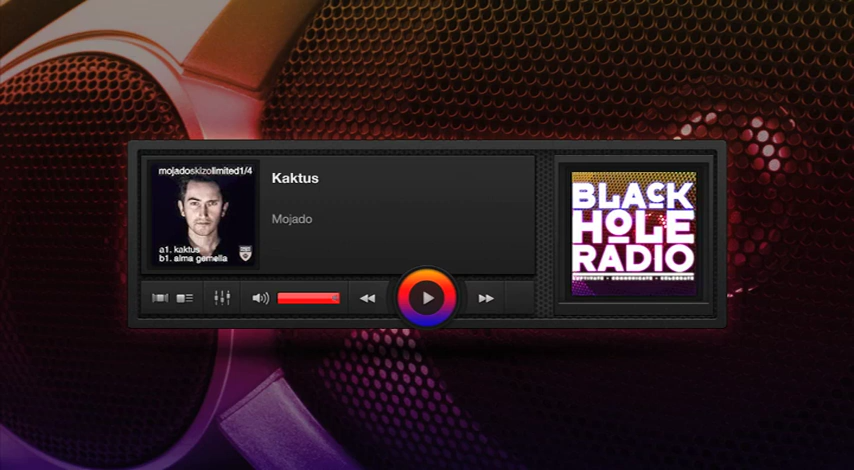 mojadoskizolimited1/4
a1. kaktus
b1. alma gemella
Kaktus
Mojado
BLACK
HOLE
RADIO